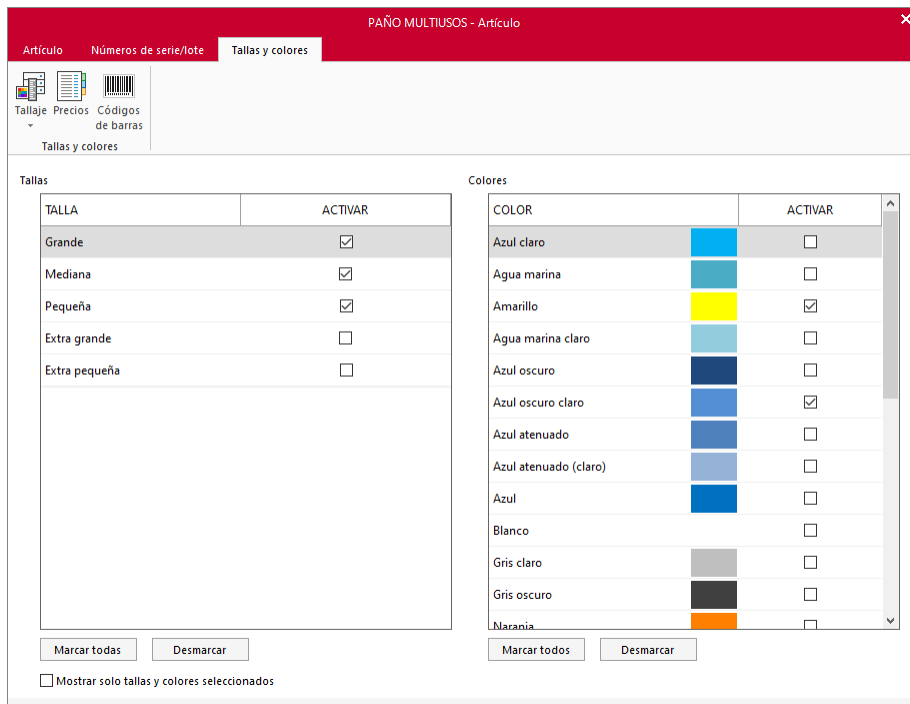 PAÑO MULTIUSOS - Artículo
Artículo Números de serie/lote Tallas y colores
Tallaje Precios Códigos de barras
Tallas y colores
Tallas Colores
TALLA ACTIVAR COLOR ACTIVAR
Grande Azul claro
Mediana Agua marina
Pequeña Amarillo
Extra grande Agua marina claro
Extra pequeña Azul oscuro
Azul oscuro claro
Azul atenuado
Azul atenuado (claro)
Azul
Blanco
Gris claro
Gris oscuro
Naranja
Marcar todas Desmarcar Marcar todos Desmarcar
Mostrar solo tallas y colores seleccionados